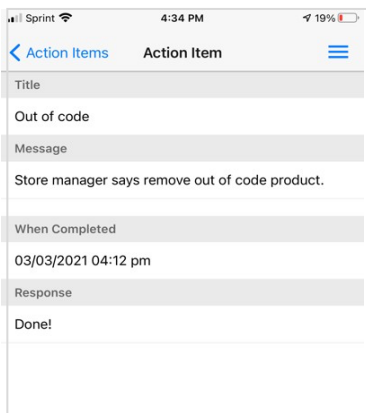 Sprint 4:34 PM 19%
Action Items Action Item
Title
Out of code
Message
Store manager says remove out of code product.
When Completed
03/03/2021 04:12 pm
Response
Done!